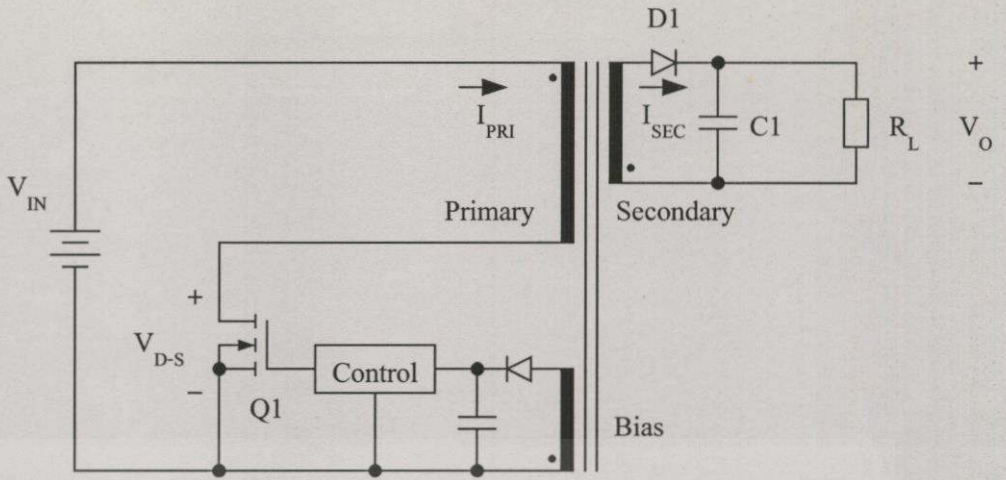 D1
+
I_PRI
I_SEC
C1
R_L
V_O
V_IN
−
Primary
Secondary
+
V_D-S
Control
−
Q1
Bias